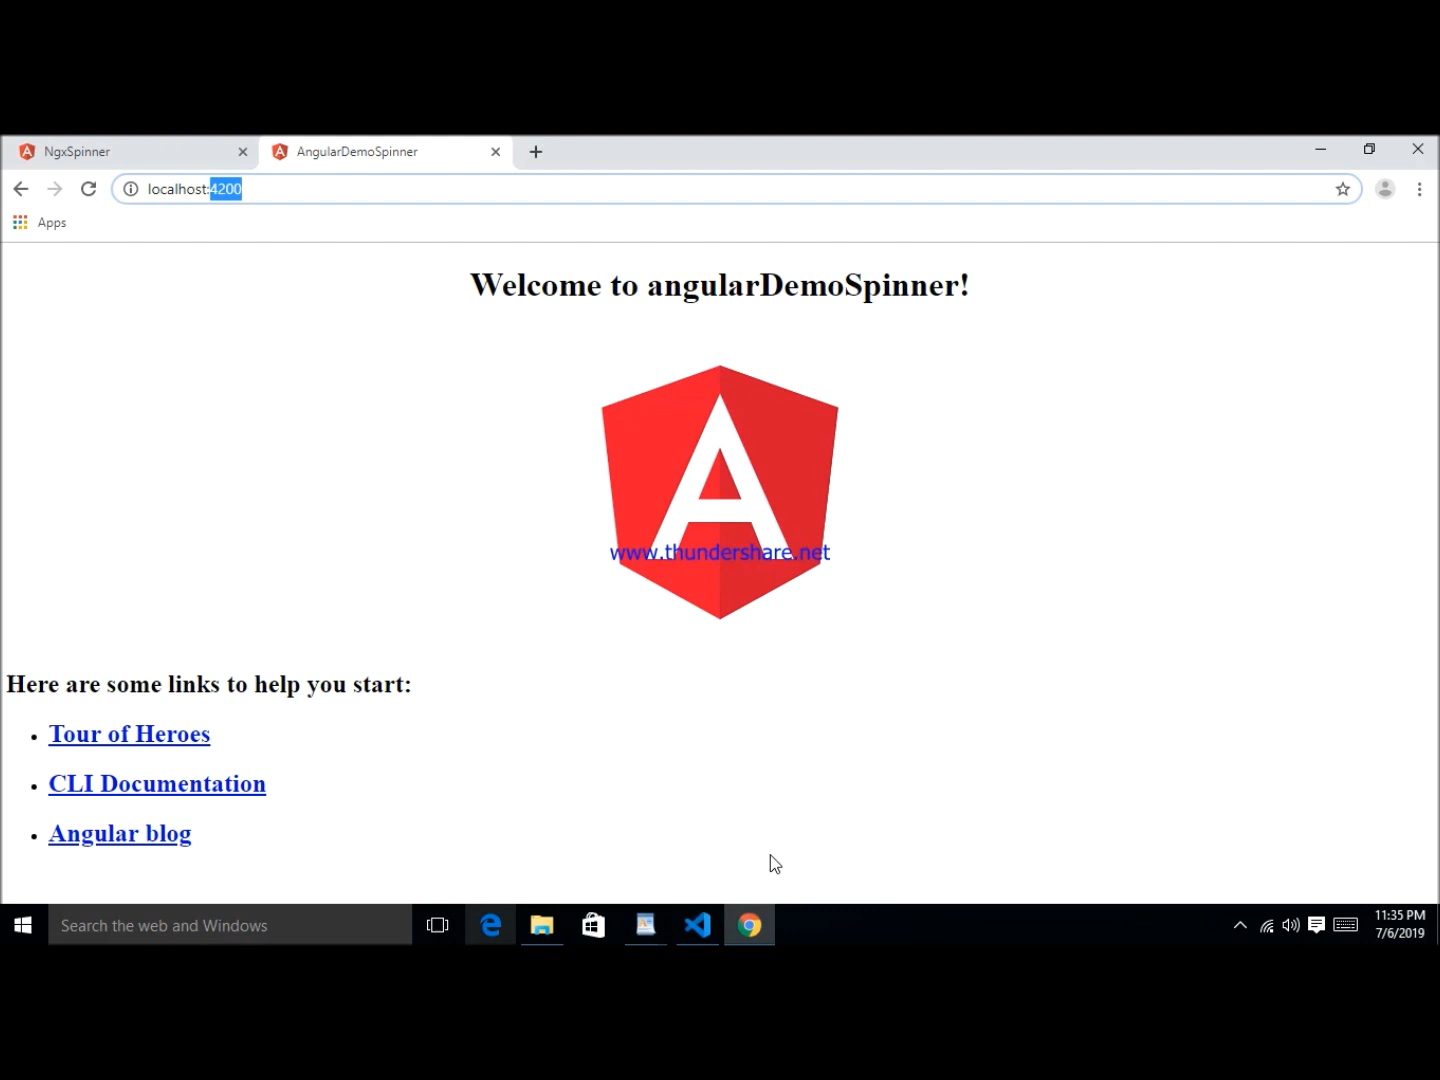 NgxSpinner
AngularDemoSpinner
localhost:4200
Apps
Welcome to angularDemoSpinner!
www.thundershare.net
Here are some links to help you start:
Tour of Heroes
CLI Documentation
Angular blog
Search the web and Windows
11:35 PM
7/6/2019